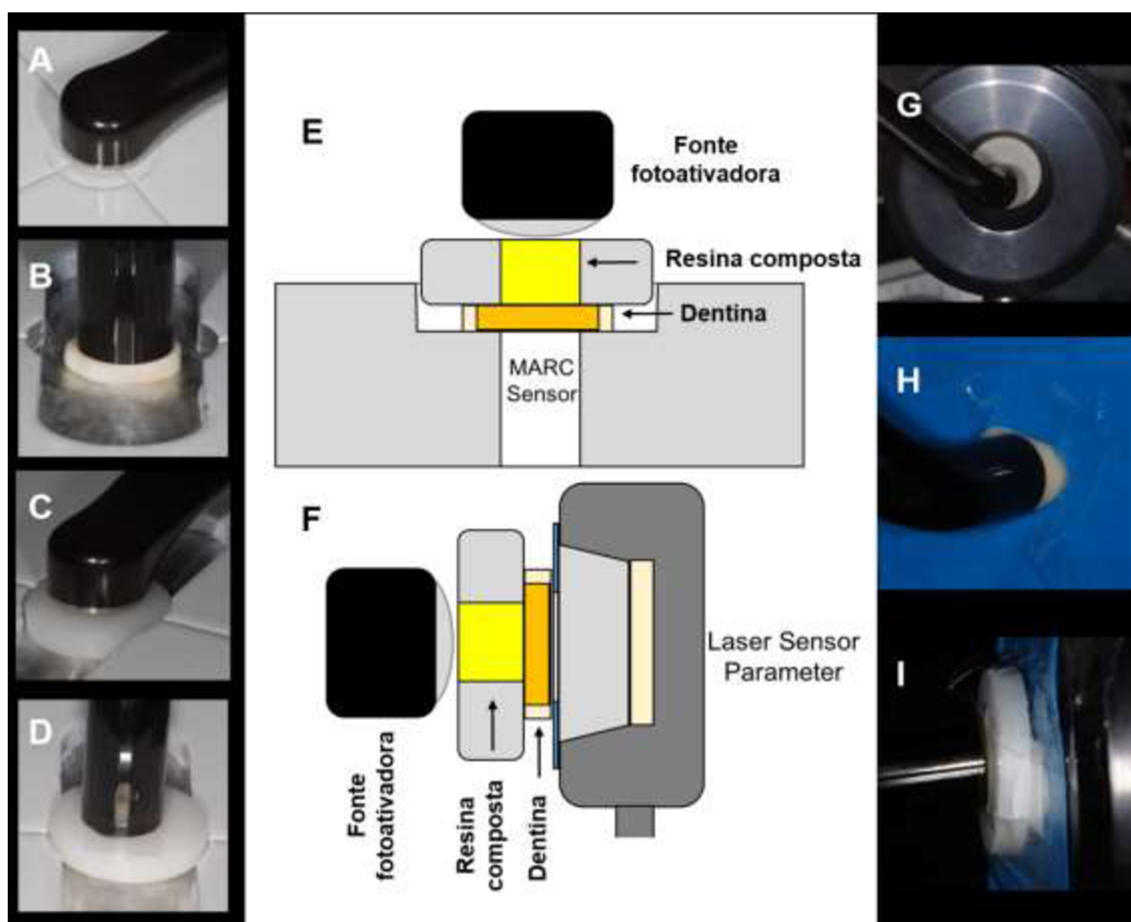 A
B
C
D
E
Fonte
fotoativadora
Resina composta
Dentina
MARC
Sensor
F
Fonte
fotoativadora
Resina
composta
Dentina
Laser Sensor
Parameter
G
H
I